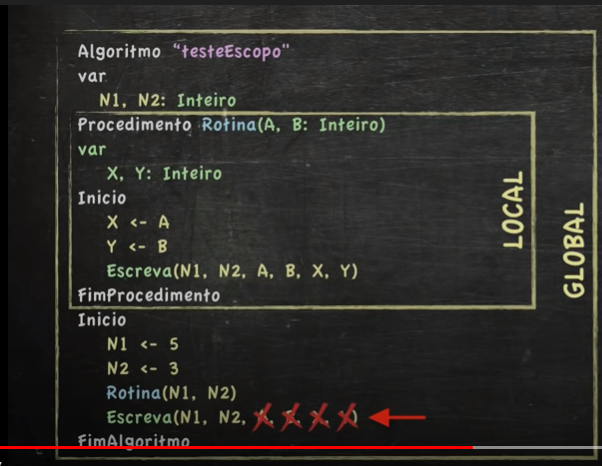 Algoritmo "testeEscopo"
var
N1, N2: Inteiro
Procedimento Rotina(A, B: Inteiro)
var
X, Y: Inteiro
Inicio
X <- A
Y <- B
Escreva(N1, N2, A, B, X, Y)
FimProcedimento
Inicio
N1 <- 5
N2 <- 3
Rotina(N1, N2)
Escreva(N1, N2, , , , )
FimAlgoritmo
LOCAL
GLOBAL